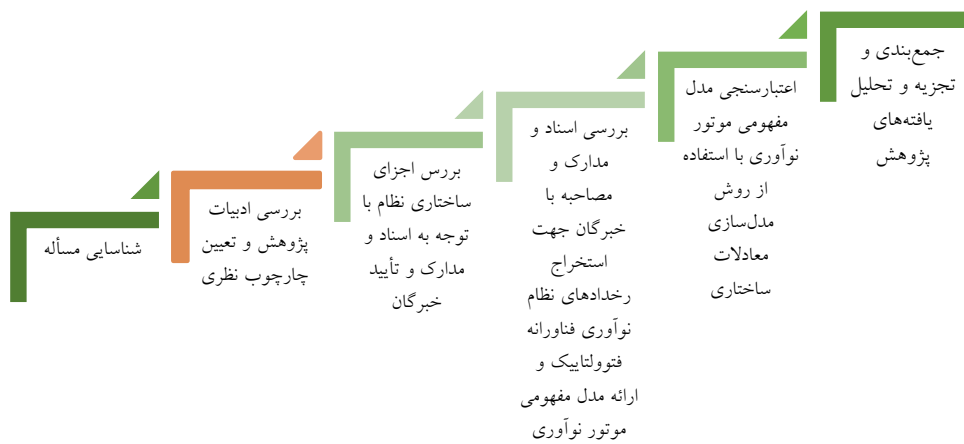 شناسایی مسأله
بررسی ادبیات
پژوهش و تعیین
چارچوب نظری
بررس اجزای
ساختاری نظام با
توجه به اسناد و
مدارک و تأیید
خبرگان
بررسی اسناد و
مدارک و
مصاحبه با
خبرگان جهت
استخراج
رخدادهای نظام
نوآوری فناورانه
فتوولتاییک و
ارائه مدل مفهومی
موتور نوآوری
اعتبارسنجی مدل
مفهومی موتور
نوآوری با استفاده
از روش
مدل‌سازی
معادلات
ساختاری
جمع‌بندی و
تجزیه و تحلیل
یافته‌های
پژوهش